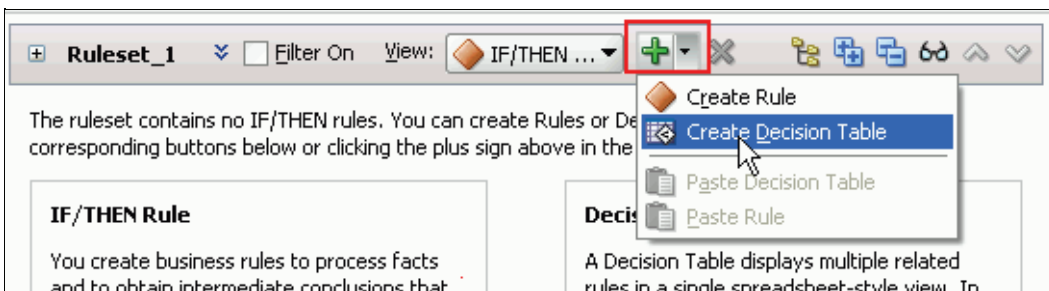 Ruleset_1 Filter On View: IF/THEN ...
Create Rule
Create Decision Table
Paste Decision Table
Paste Rule
The ruleset contains no IF/THEN rules. You can create Rules or De
corresponding buttons below or clicking the plus sign above in the
IF/THEN Rule
You create business rules to process facts
and to obtain intermediate conclusions that
Decis
A Decision Table displays multiple related
rules in a single spreadsheet-style view. In